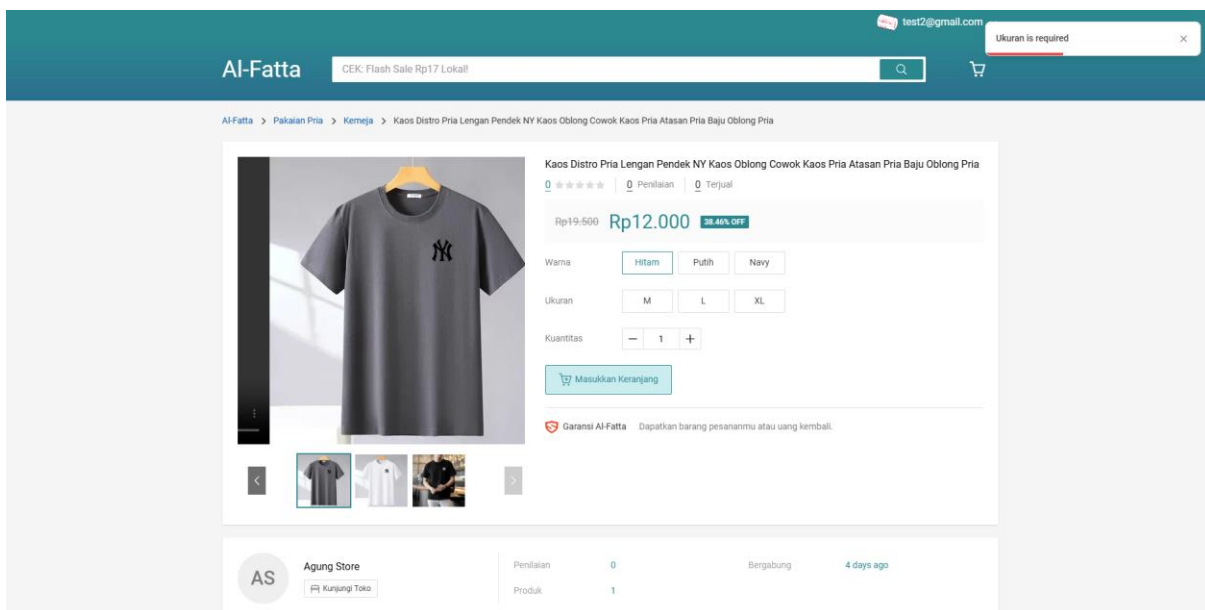 test2@gmail.com
Ukuran is required
Al-Fatta
CEK: Flash Sale Rp17 Lokal!
Al-Fatta > Pakaian Pria > Kemeja > Kaos Distro Pria Lengan Pendek NY Kaos Oblong Cowok Kaos Pria Atasan Pria Baju Oblong Pria
Kaos Distro Pria Lengan Pendek NY Kaos Oblong Cowok Kaos Pria Atasan Pria Baju Oblong Pria
0 0 Penilaian 0 Terjual
Rp19.500 Rp12.000 38.46% OFF
Warna Hitam Putih Navy
Ukuran M L XL
Kuantitas 1
Masukkan Keranjang
Garansi Al-Fatta Dapatkan barang pesananmu atau uang kembali.
NY
AS
Agung Store
Kunjungi Toko
Penilaian 0
Produk 1
Bergabung 4 days ago